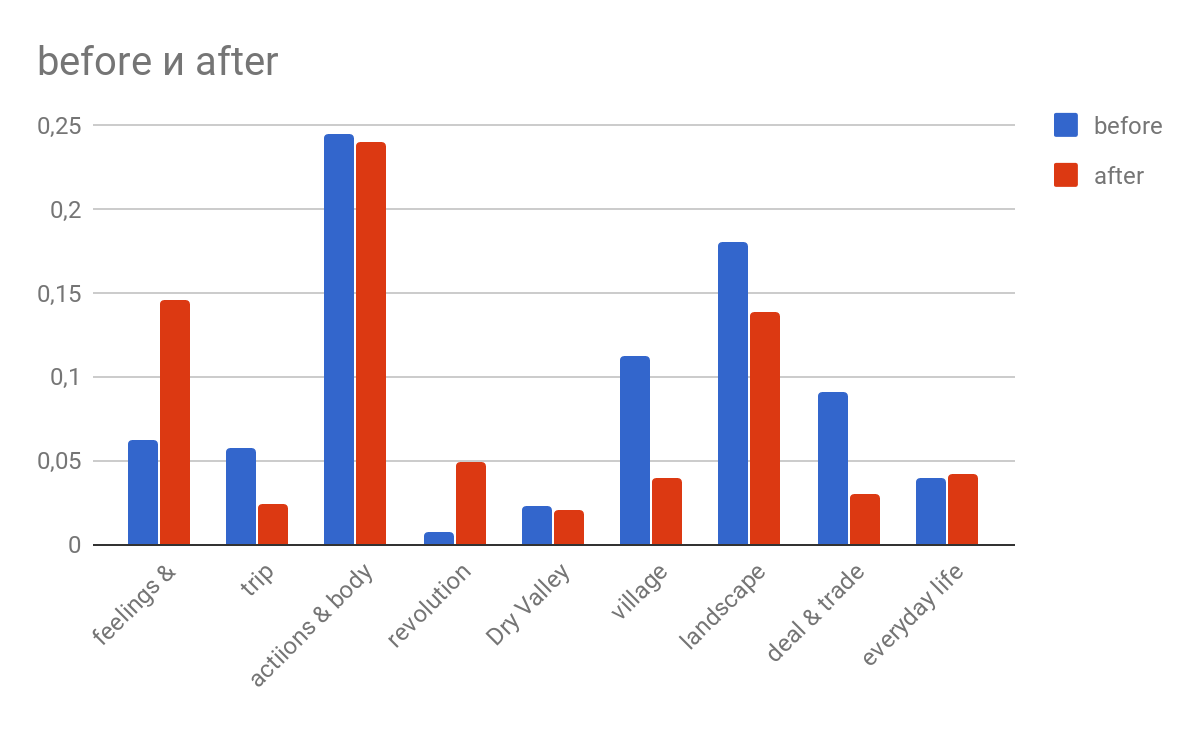 before и after
0,25
0,2
0,15
0,1
0,05
0
before
after
feelings &
trip
actiions & body
revolution
Dry Valley
village
landscape
deal & trade
everyday life